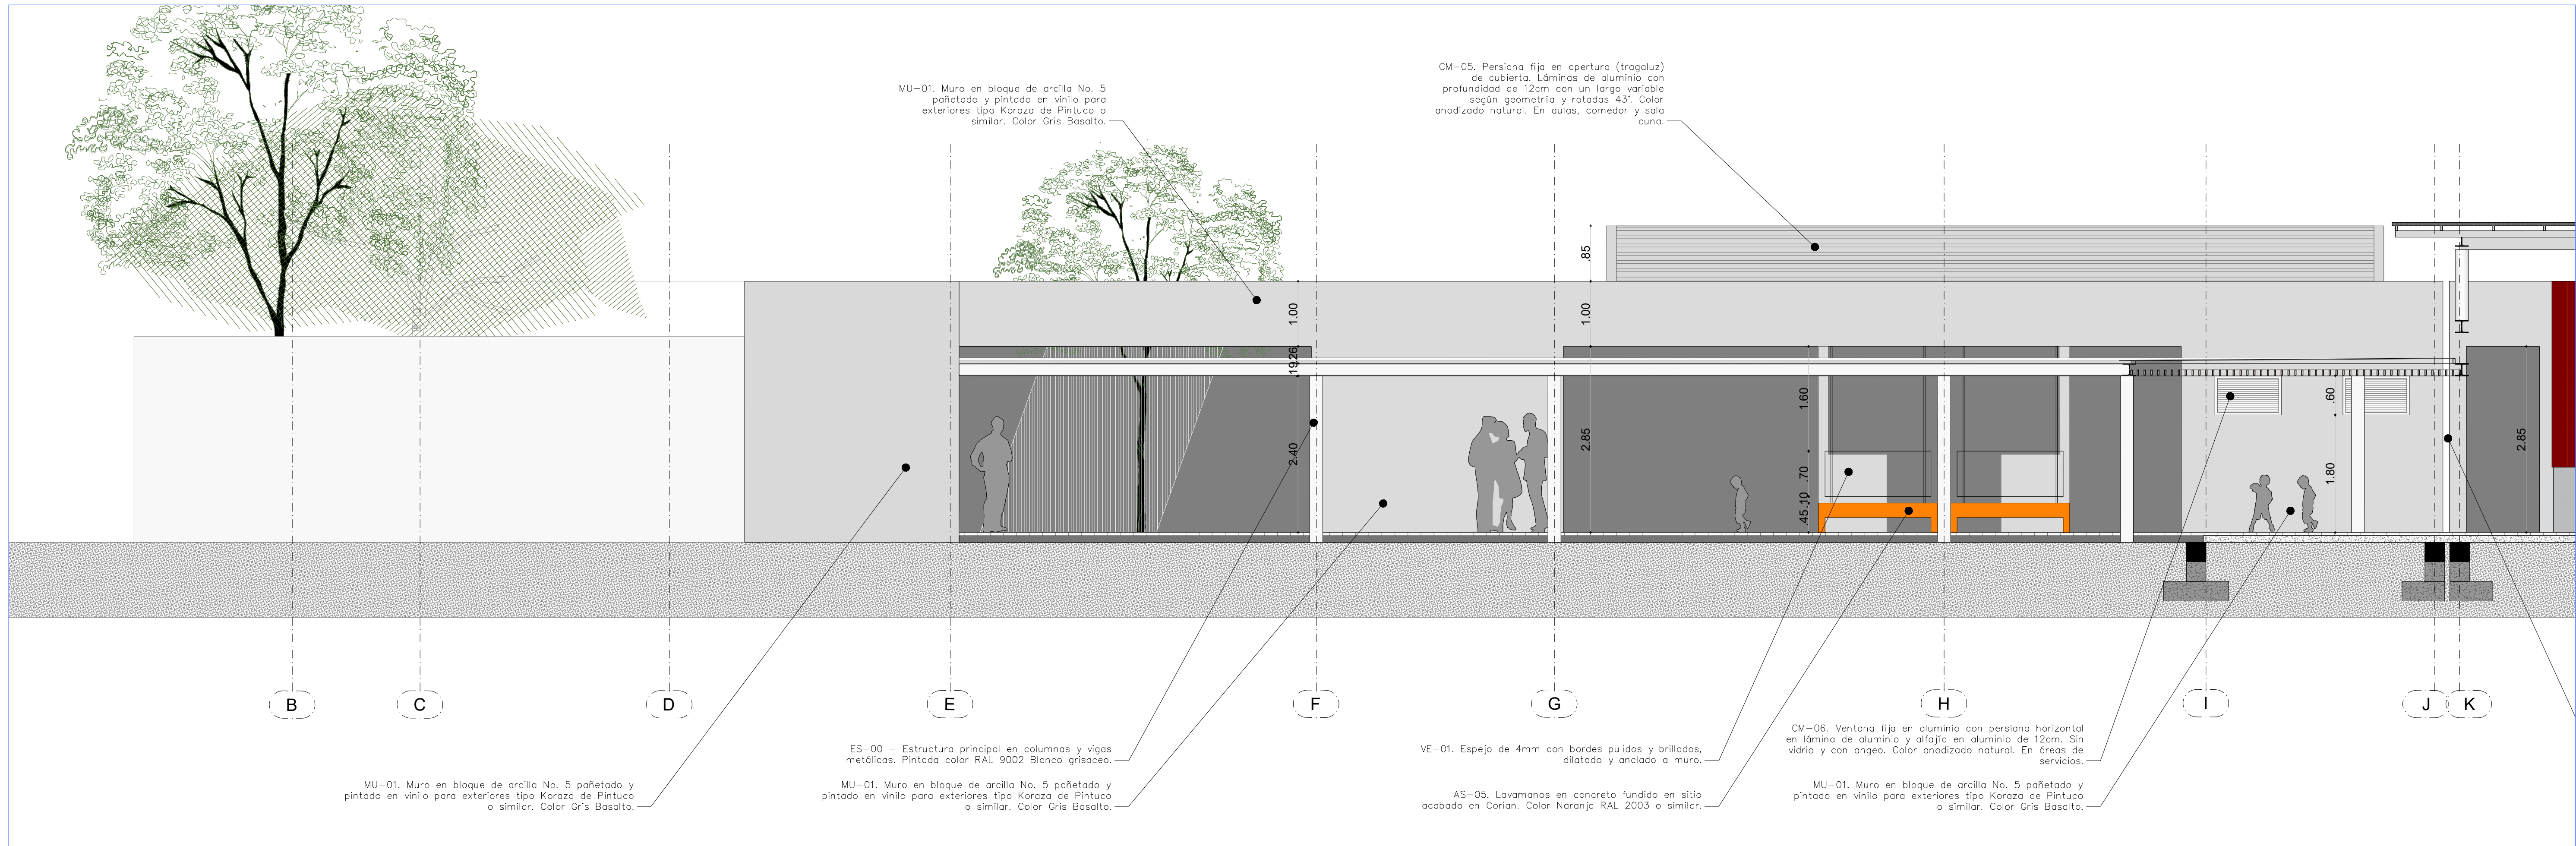 MU-01. Muro en bloque de arcilla No. 5
pañetado y pintado en vinilo para
exteriores tipo Koraza de Pintuco o
similar. Color Gris Basalto.
CM-05. Persiana fija en apertura (tragaluz)
de cubierta. Láminas de aluminio con
profundidad de 12cm con un largo variable
según geometría y rotadas 43°. Color
anodizado natural. En aulas, comedor y sala
cuna.
.85
1.00
1.00
.26
.19
2.40
2.85
1.60
.70
.10
.45
.60
1.80
2.85
B
C
D
E
F
G
H
I
J
K
MU-01. Muro en bloque de arcilla No. 5 pañetado y
pintado en vinilo para exteriores tipo Koraza de Pintuco
o similar. Color Gris Basalto.
ES-00 - Estructura principal en columnas y vigas
metálicas. Pintada color RAL 9002 Blanco grisaceo.
MU-01. Muro en bloque de arcilla No. 5 pañetado y
pintado en vinilo para exteriores tipo Koraza de Pintuco
o similar. Color Gris Basalto.
VE-01. Espejo de 4mm con bordes pulidos y brillados,
dilatado y anclado a muro.
AS-05. Lavamanos en concreto fundido en sitio
acabado en Corian. Color Naranja RAL 2003 o similar.
CM-06. Ventana fija en aluminio con persiana horizontal
en lámina de aluminio y alfajía en aluminio de 12cm. Sin
vidrio y con angeo. Color anodizado natural. En áreas de
servicios.
MU-01. Muro en bloque de arcilla No. 5 pañetado y
pintado en vinilo para exteriores tipo Koraza de Pintuco
o similar. Color Gris Basalto.